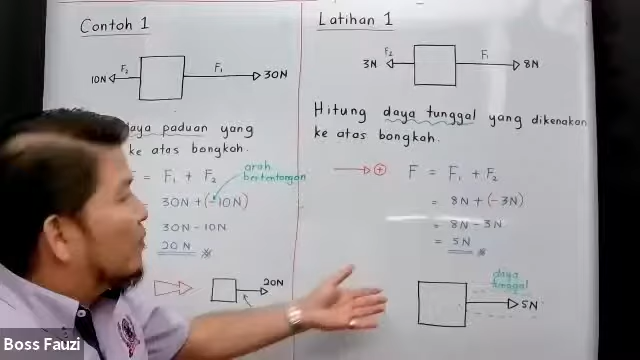 Contoh 1
F₂
F₁
10N
30N
daya paduan yang
ke atas bongkah.
arah
bertentangan
= F₁ + F₂
= 30N + (-10N)
30N - 10N
20N
20N
Latihan 1
F₂
F₁
3N
8N
Hitung daya tunggal yang dikenakan
ke atas bongkah.
+
F = F₁ + F₂
= 8N + (-3N)
= 8N - 3N
= 5N
daya
tunggal
5N
Boss Fauzi